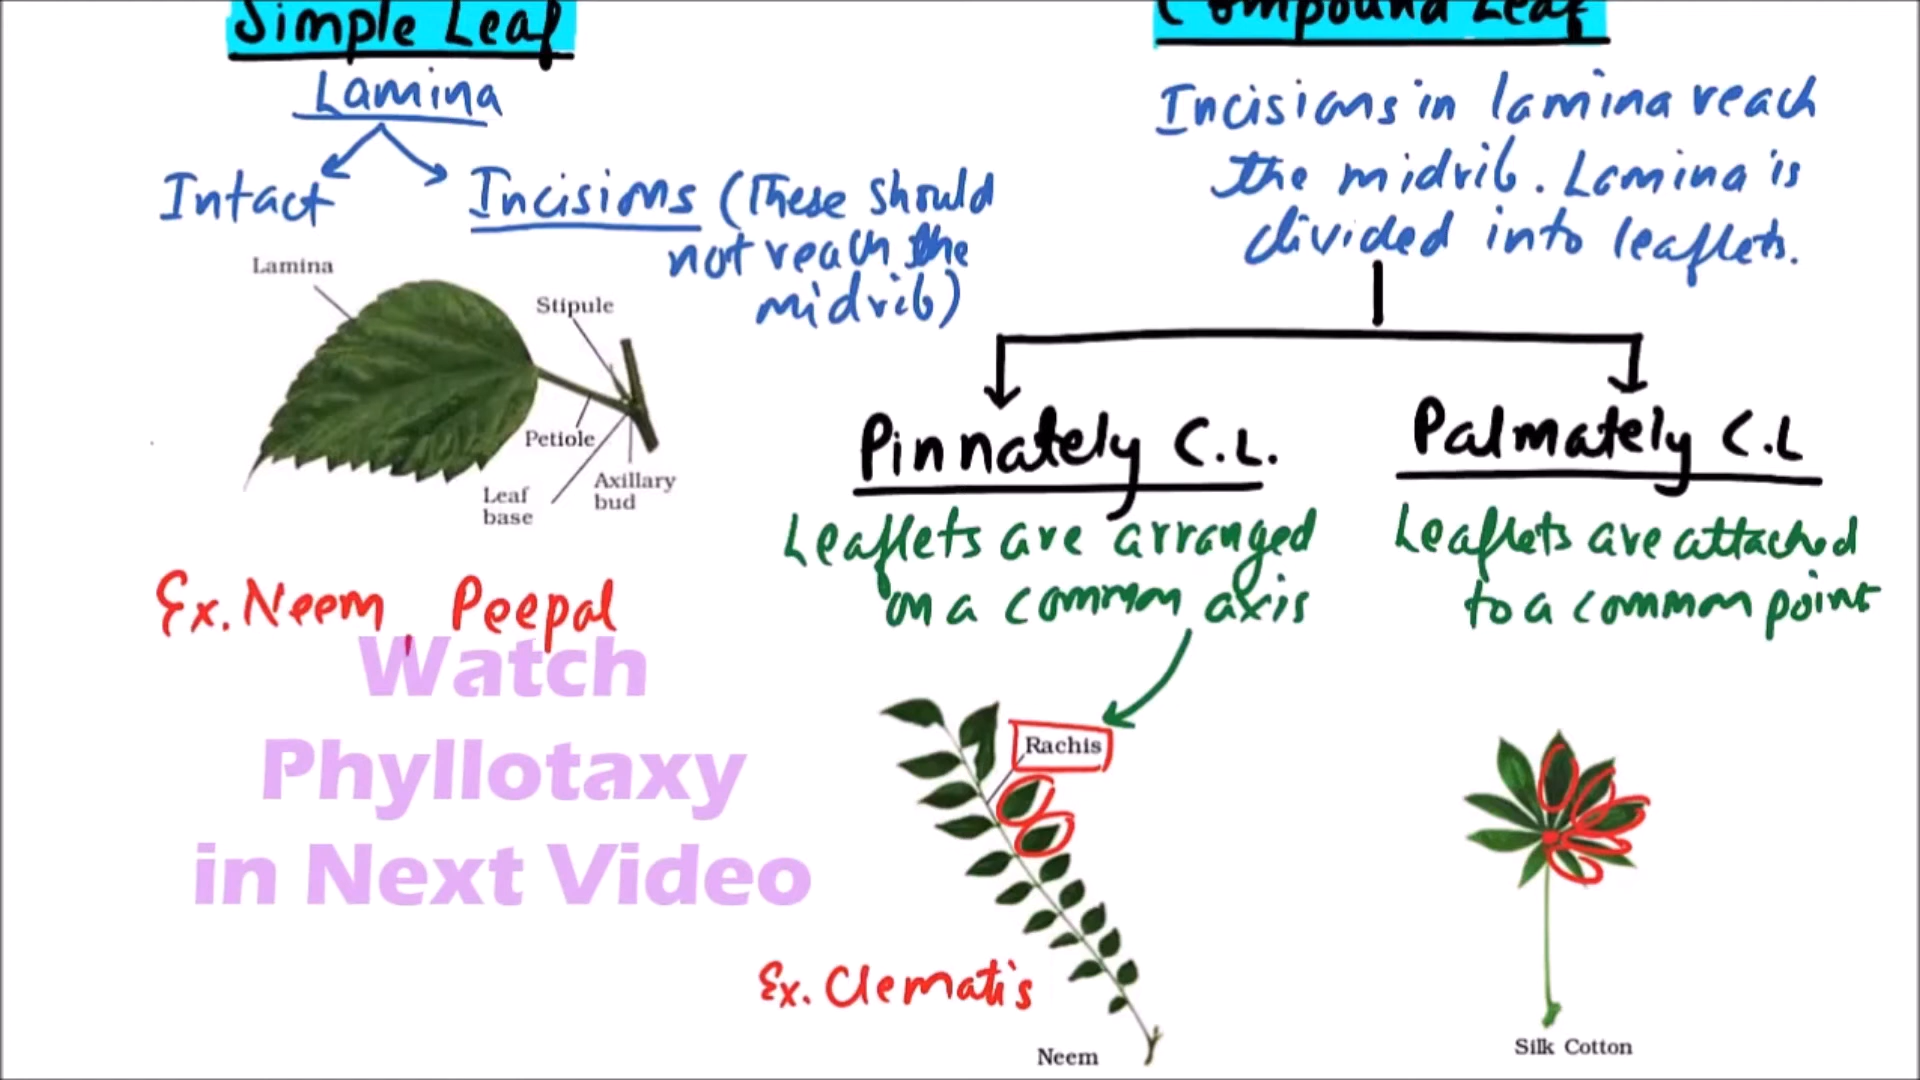 Simple Leaf
Lamina
Intact
Incisions (These should
not reach the
midrib)
Lamina
Stipule
Petiole
Axillary
bud
Leaf
base
Ex. Neem, Peepal
Watch
Phyllotaxy
in Next Video
Compound Leaf
Incisions in lamina reach
the midrib. Lamina is
divided into leaflets.
Pinnately C.L.
Leaflets are arranged
on a common axis
Rachis
Ex. Clematis
Neem
Palmately C.L
Leaflets are attached
to a common point
Silk Cotton